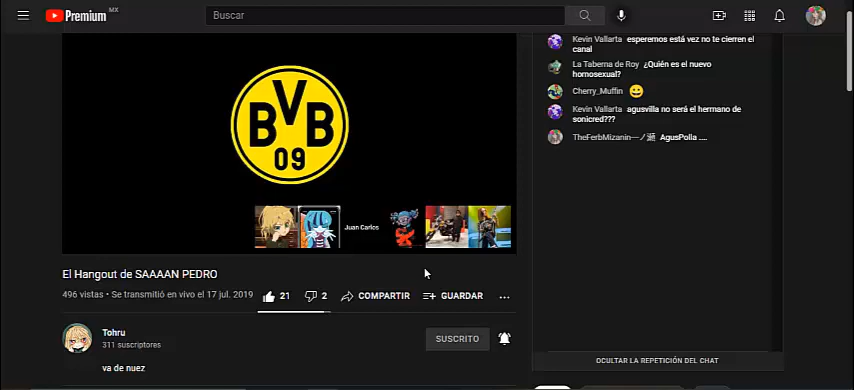 Premium MX
Buscar
BVB
09
Juan Carlos
El Hangout de SAAAAN PEDRO
496 vistas • Se transmitió en vivo el 17 jul. 2019
21
2
COMPARTIR
GUARDAR
Tohru
311 suscriptores
SUSCRITO
va de nuez
Kevin Vallarta esperemos está vez no te cierren el
canal
La Taberna de Roy ¿Quién es el nuevo
homosexual?
Cherry_Muffin
Kevin Vallarta agusvilla no será el hermano de
sonicred???
TheFerbMizanin AgusPolla ....
OCULTAR LA REPETICIÓN DEL CHAT